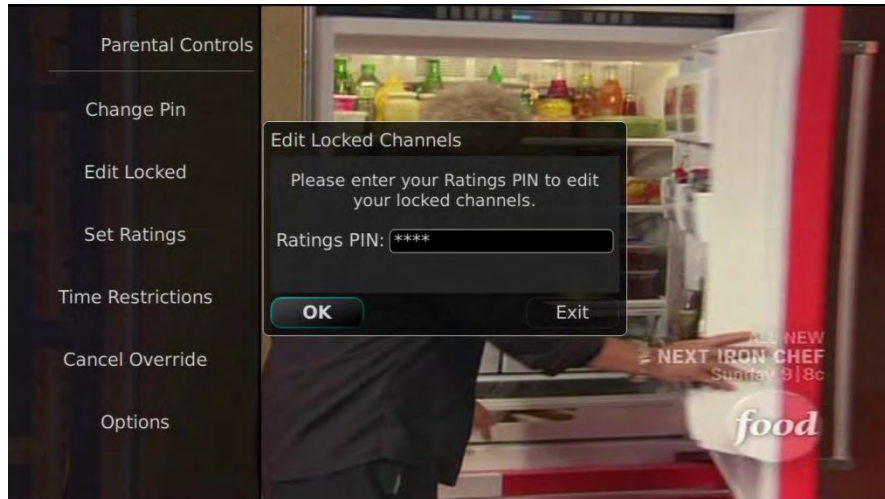 Parental Controls
Change Pin
Edit Locked
Set Ratings
Time Restrictions
Cancel Override
Options
Edit Locked Channels
Please enter your Ratings PIN to edit
your locked channels.
Ratings PIN: ****
OK
Exit
ALL NEW
NEXT IRON CHEF
Sunday 9|8c
food